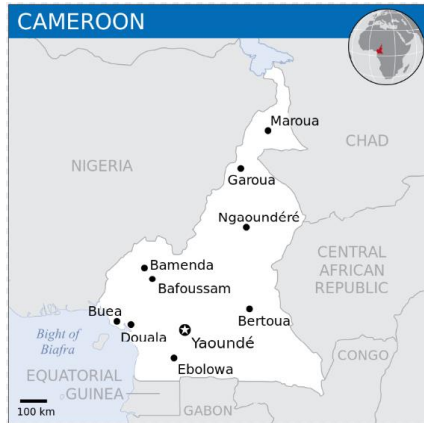 CAMEROON
Maroua
CHAD
NIGERIA
Garoua
Ngaoundéré
CENTRAL
AFRICAN
REPUBLIC
Bamenda
Bafoussam
Buea
Bertoua
Douala
Yaoundé
Bight of
Biafra
Ebolowa
CONGO
EQUATORIAL
GUINEA
100 km
GABON